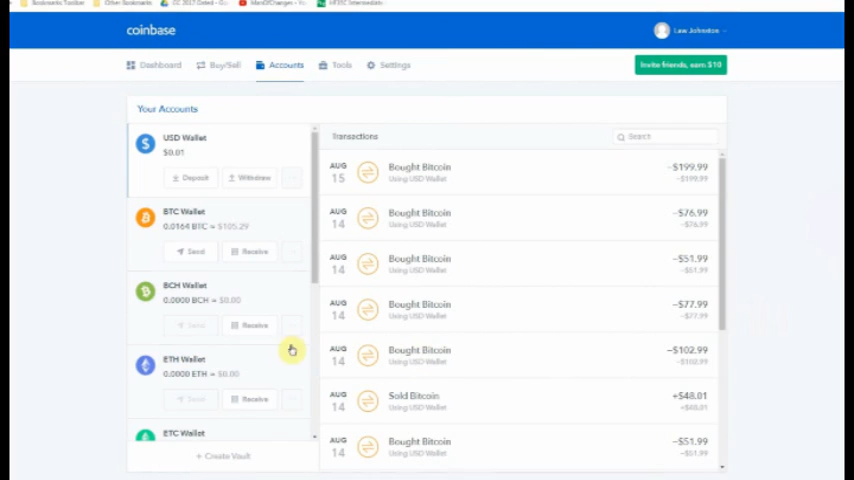 Bookmarks Toolbar Other Bookmarks
coinbase
Law Johnston
Dashboard Buy/Sell Accounts Tools Settings
Invite friends, earn $10
Your Accounts
USD Wallet
$0.01
Deposit Withdraw
BTC Wallet
0.0164 BTC ≈ $105.29
Send Receive
BCH Wallet
0.0000 BCH ≈ $0.00
Send Receive
ETH Wallet
0.0000 ETH ≈ $0.00
Send Receive
ETC Wallet
+ Create Vault
Transactions
Search
AUG 15 Bought Bitcoin -$199.99
Using USD Wallet -$199.99
AUG 14 Bought Bitcoin -$76.99
Using USD Wallet -$76.99
AUG 14 Bought Bitcoin -$51.99
Using USD Wallet -$51.99
AUG 14 Bought Bitcoin -$77.99
Using USD Wallet -$77.99
AUG 14 Bought Bitcoin -$102.99
Using USD Wallet -$102.99
AUG 14 Sold Bitcoin +$48.01
Using USD Wallet +$48.01
AUG 14 Bought Bitcoin -$51.99
Using USD Wallet -$51.99